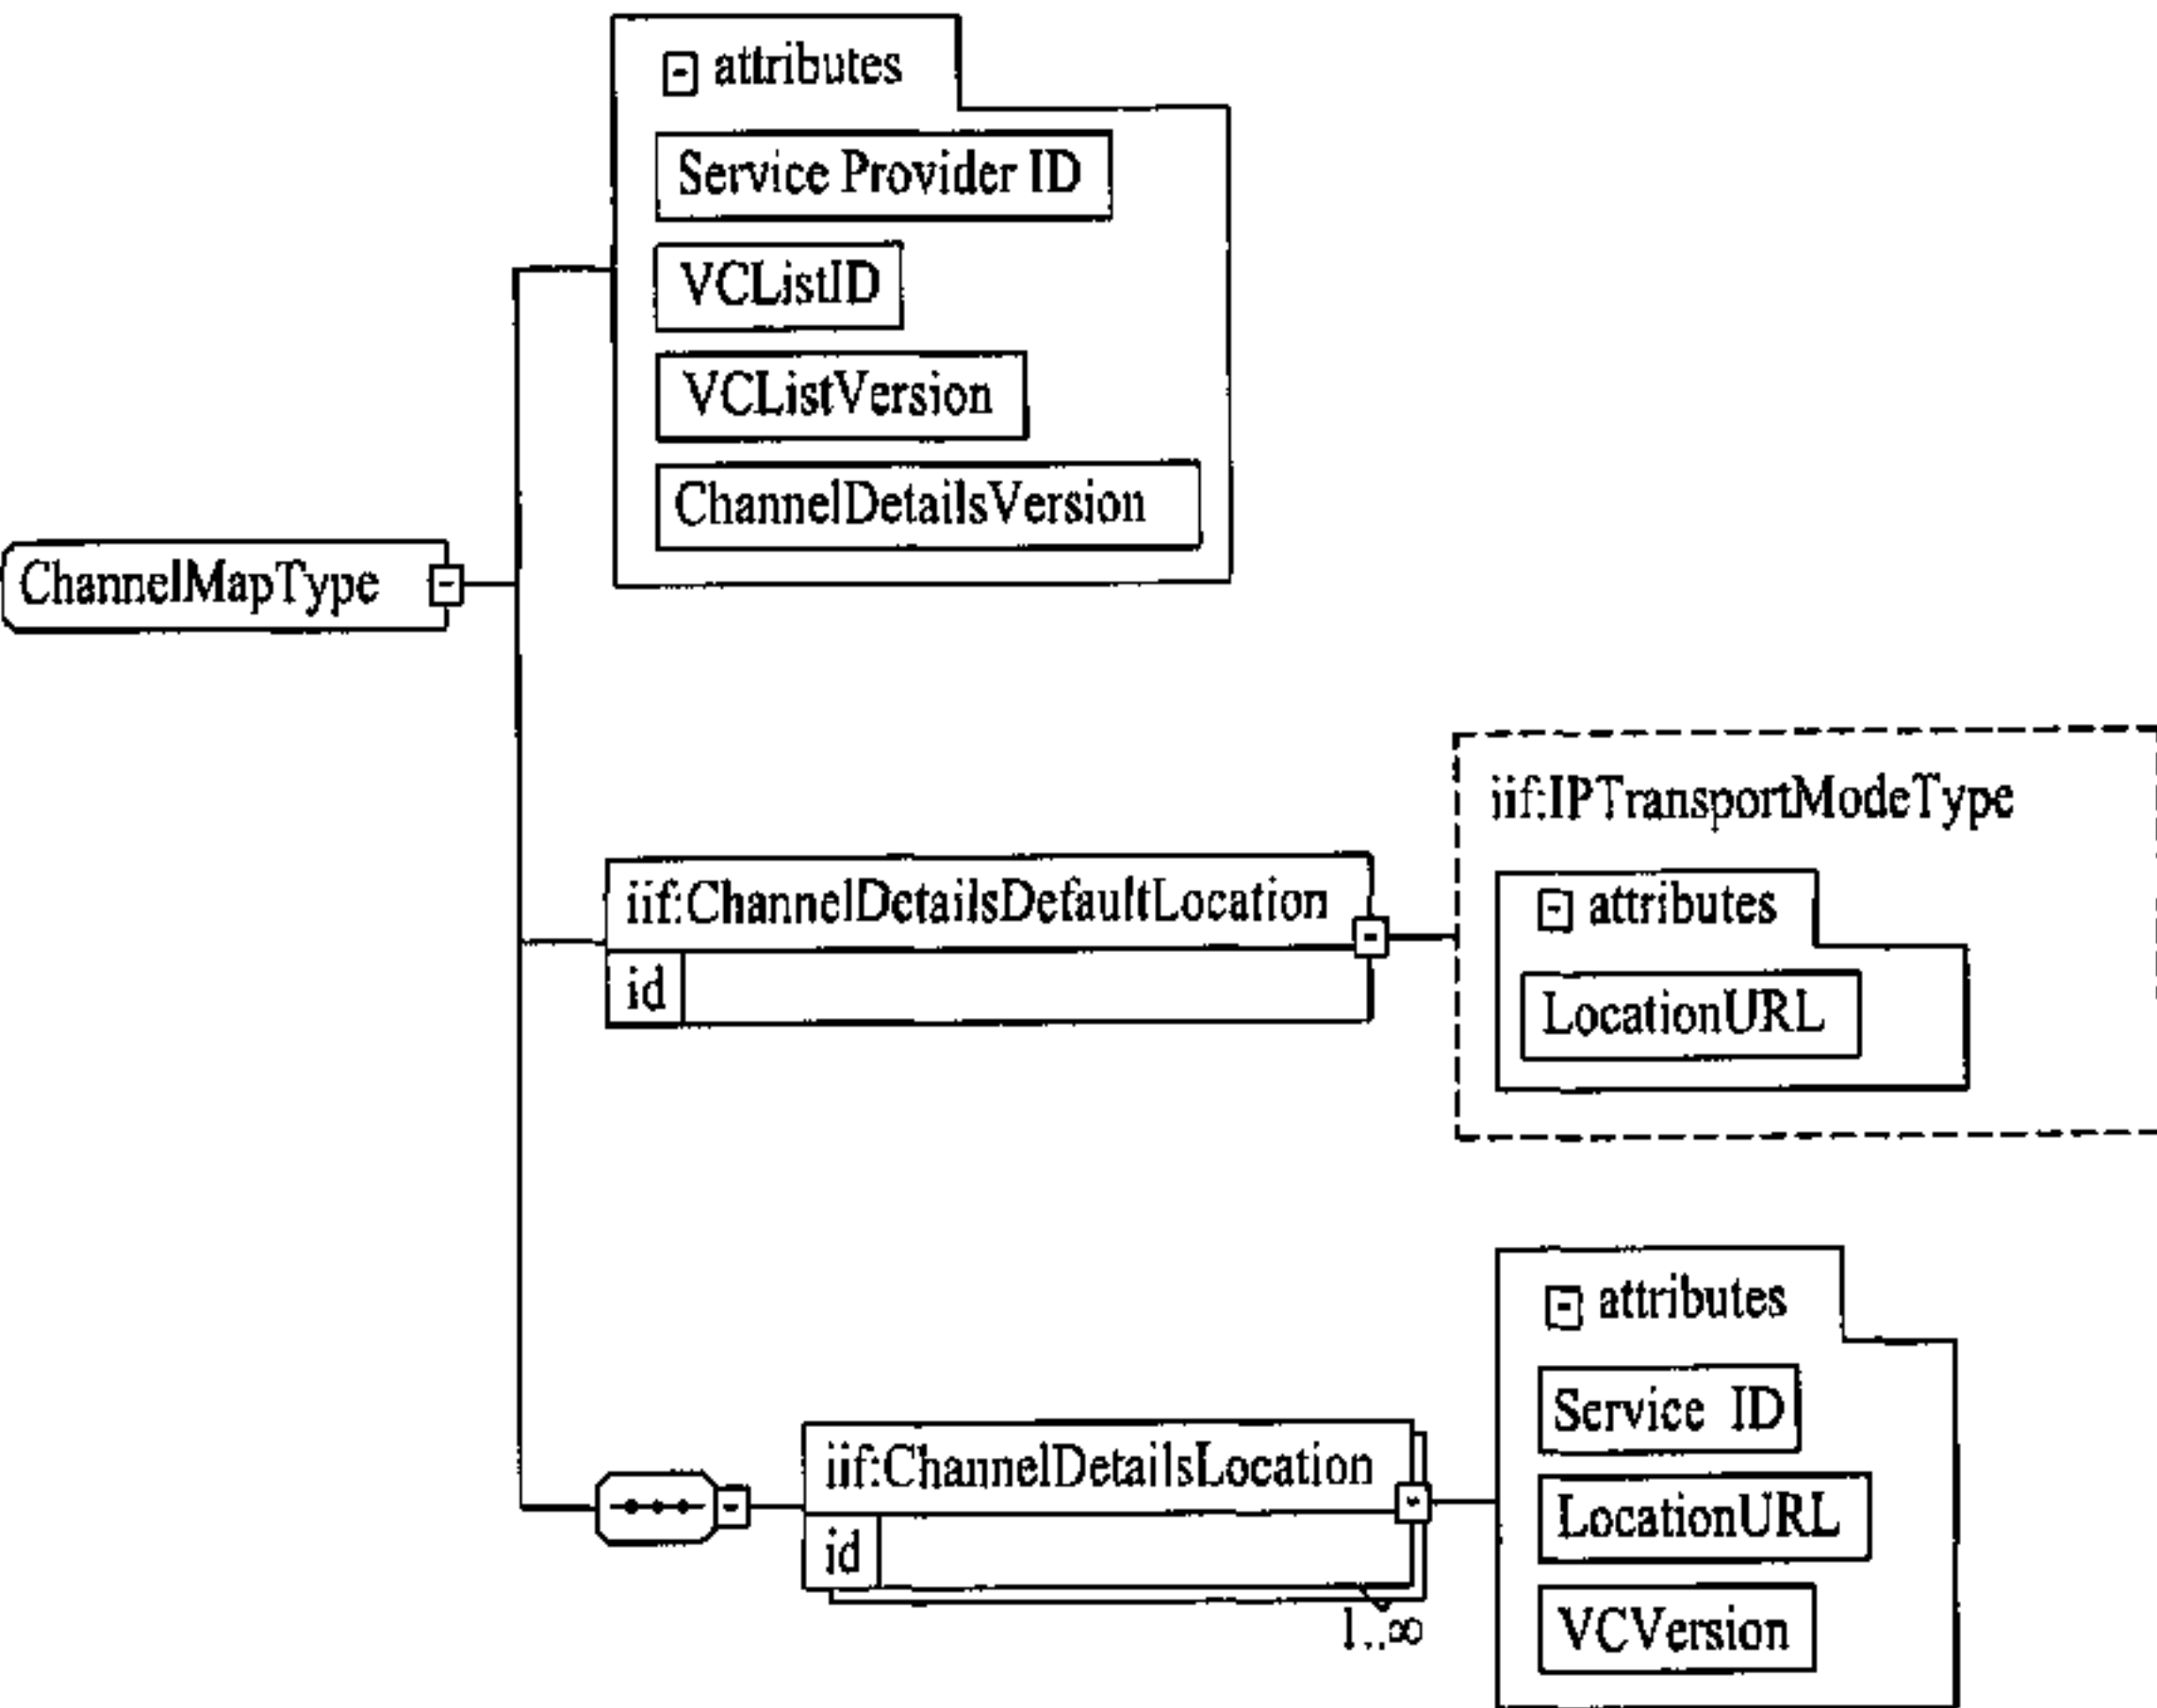 attributes
Service Provider ID
VCListID
VCListVersion
ChannelDetailsVersion
ChannelMapType
iif:IPTransportModeType
iif:ChannelDetailsDefaultLocation
id
attributes
LocationURL
attributes
Service ID
iif:ChannelDetailsLocation
id
LocationURL
VCVersion
1..∞